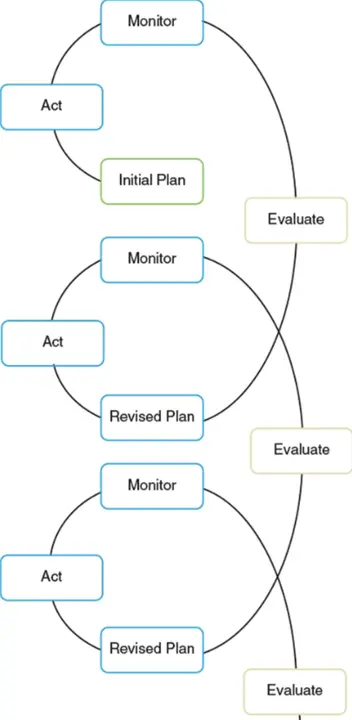 Monitor
Act
Initial Plan
Evaluate
Monitor
Act
Revised Plan
Evaluate
Monitor
Act
Revised Plan
Evaluate